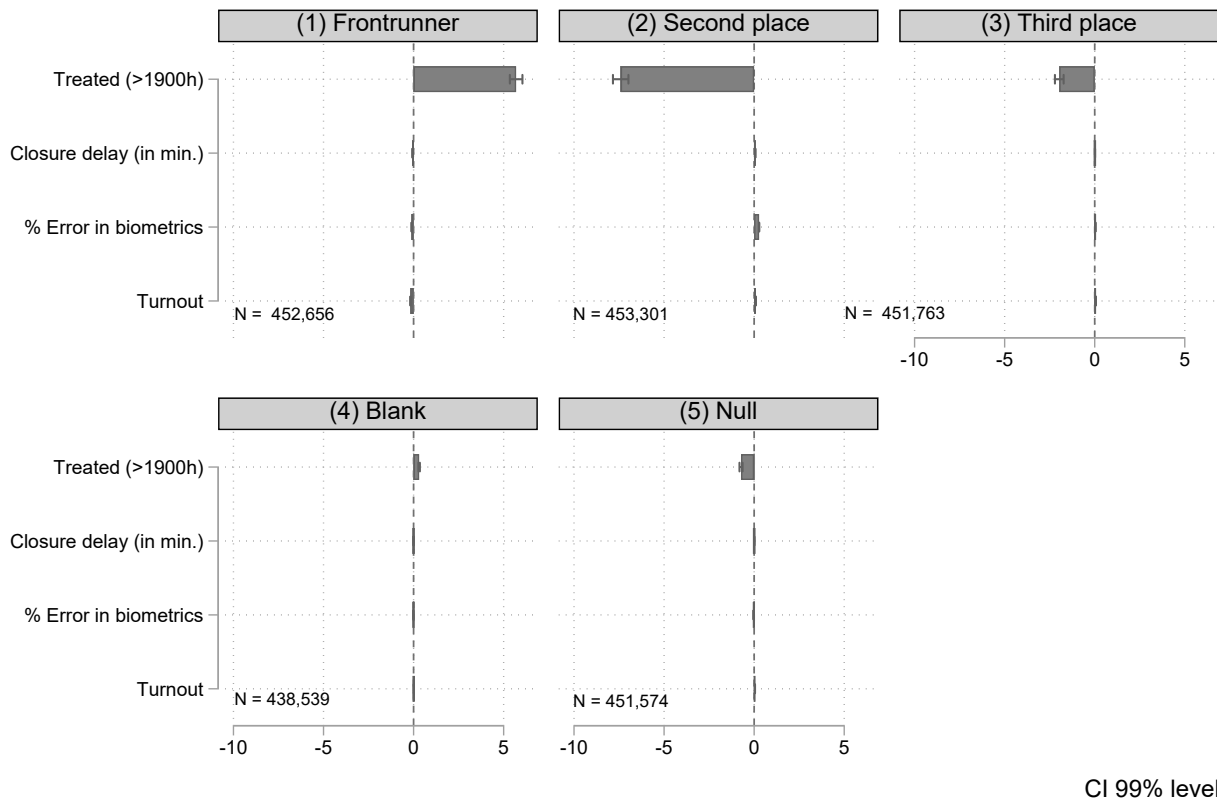 (1) Frontrunner
(2) Second place
(3) Third place
Treated (>1900h)
Closure delay (in min.)
% Error in biometrics
Turnout
N =  452,656
N = 453,301
N =  451,763
-10 -5 0 5
(4) Blank
(5) Null
Treated (>1900h)
Closure delay (in min.)
% Error in biometrics
Turnout
N = 438,539
N = 451,574
-10 -5 0 5
-10 -5 0 5
CI 99% level